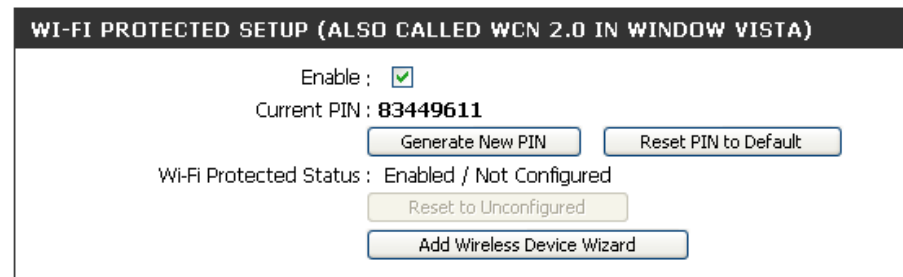 WI-FI PROTECTED SETUP (ALSO CALLED WCN 2.0 IN WINDOW VISTA)
Enable :
Current PIN : 83449611
Generate New PIN Reset PIN to Default
Wi-Fi Protected Status : Enabled / Not Configured
Reset to Unconfigured
Add Wireless Device Wizard